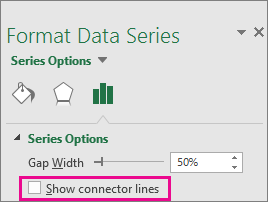 Format Data Series
Series Options
Series Options
Gap Width 50%
Show connector lines